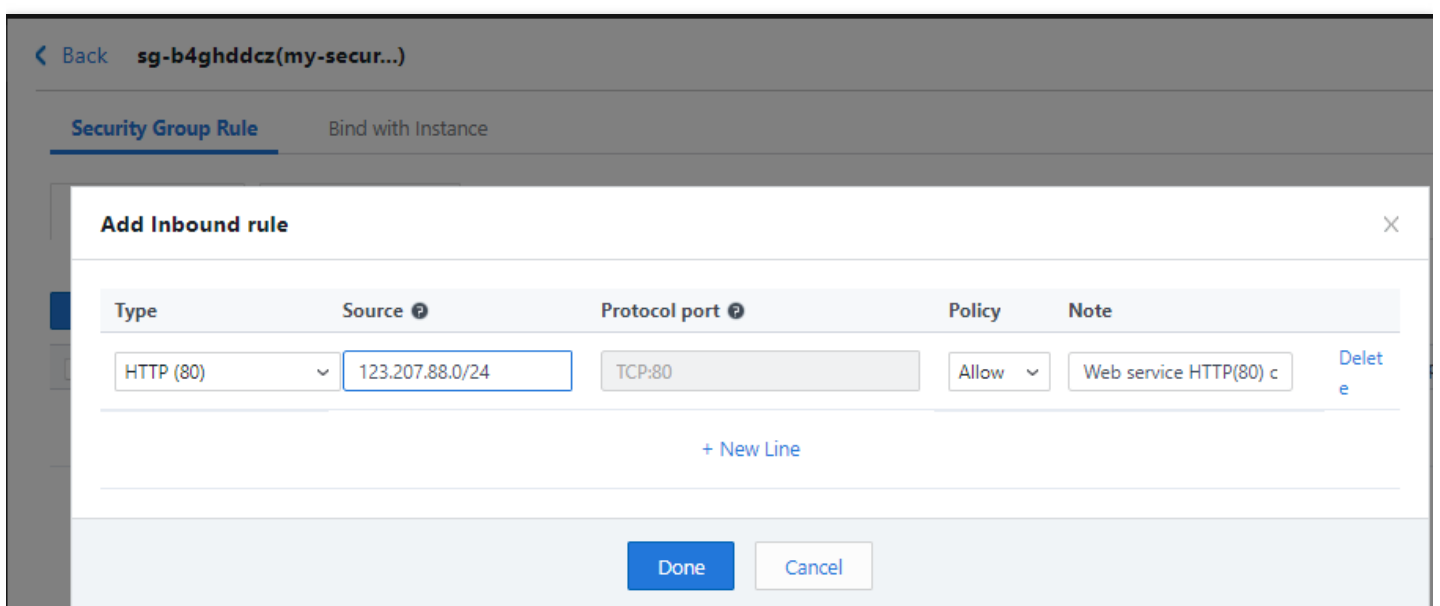 Back sg-b4ghddcz(my-secur...)
Security Group Rule Bind with Instance
Add Inbound rule
Type Source Protocol port Policy Note
HTTP (80) 123.207.88.0/24 TCP:80 Allow Web service HTTP(80) c Delet
e
+ New Line
Done Cancel